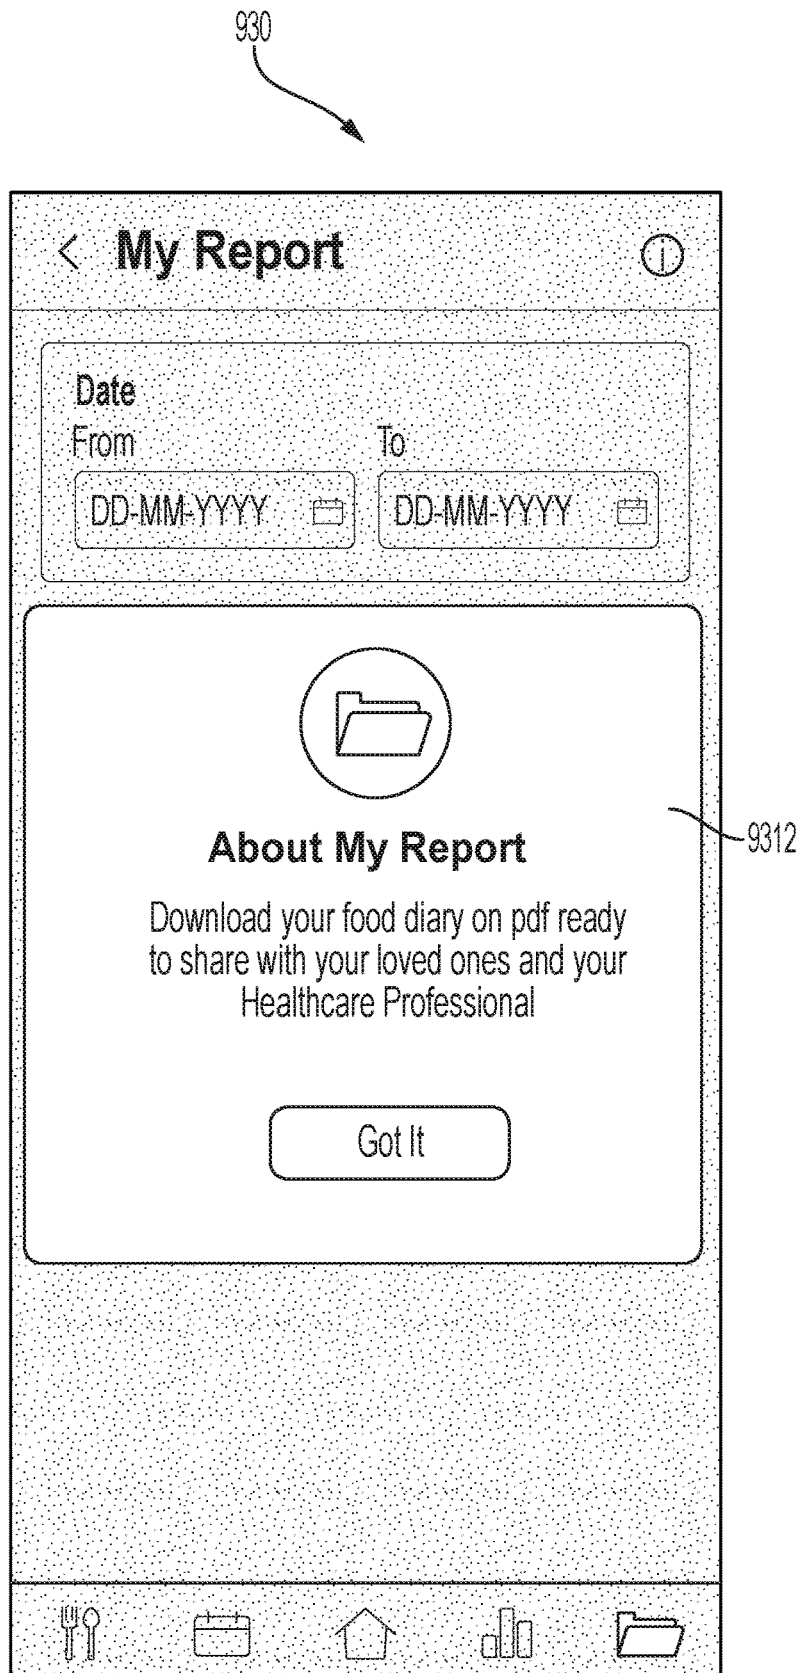 930
My Report
Date
From To
DD-MM-YYYY DD-MM-YYYY
About My Report
9312
Download your food diary on pdf ready
to share with your loved ones and your
Healthcare Professional
Got It